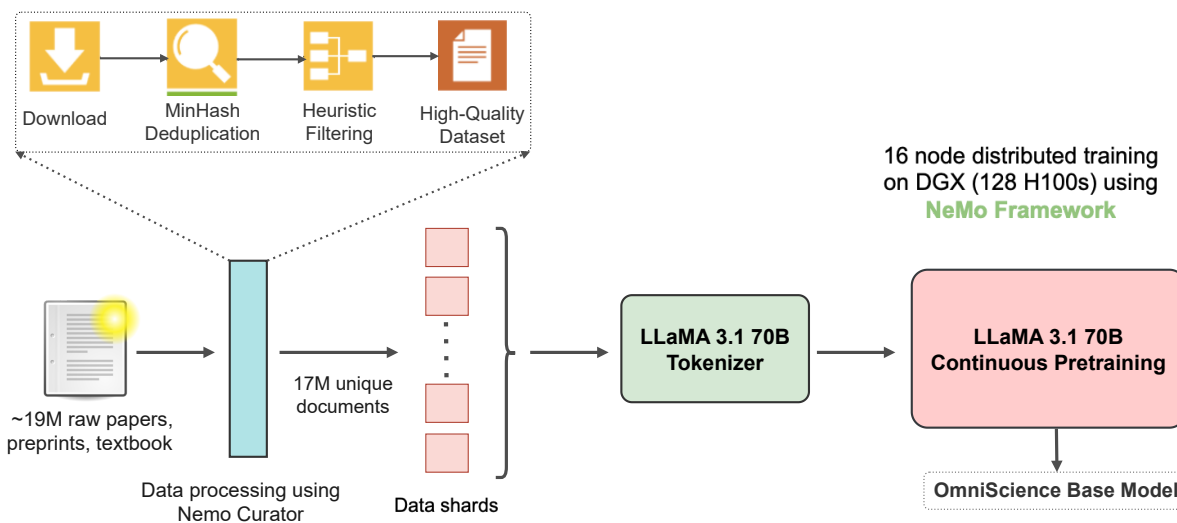 Download
MinHash
Deduplication
Heuristic
Filtering
High-Quality
Dataset
16 node distributed training
on DGX (128 H100s) using
NeMo Framework
~19M raw papers,
preprints, textbook
Data processing using
Nemo Curator
17M unique
documents
Data shards
LLaMA 3.1 70B
Tokenizer
LLaMA 3.1 70B
Continuous Pretraining
OmniScience Base Model